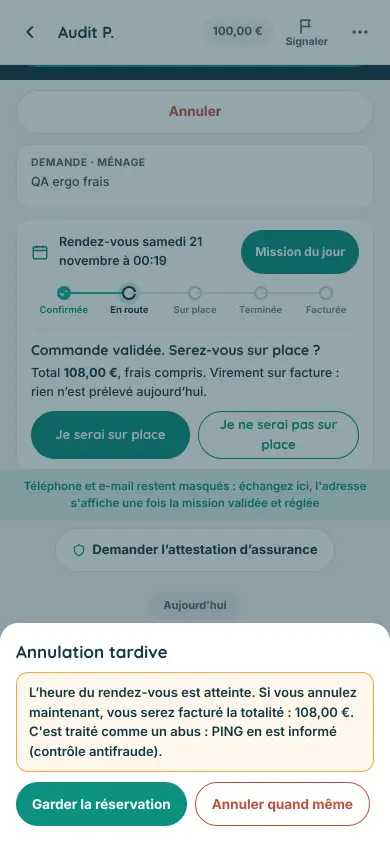 Audit P.
100,00 €
Signaler
Annuler
DEMANDE · MÉNAGE
QA ergo frais
Rendez-vous samedi 21
novembre à 00:19
Mission du jour
Confirmée
En route
Sur place
Terminée
Facturée
Commande validée. Serez-vous sur place ?
Total 108,00 €, frais compris. Virement sur facture :
rien n’est prélevé aujourd’hui.
Je serai sur place
Je ne serai pas sur
place
Téléphone et e-mail restent masqués : échangez ici, l'adresse
s'affiche une fois la mission validée et réglée
Demander l’attestation d’assurance
Aujourd’hui
Annulation tardive
L’heure du rendez-vous est atteinte. Si vous annulez
maintenant, vous serez facturé la totalité : 108,00 €.
C'est traité comme un abus : PING en est informé
(contrôle antifraude).
Garder la réservation
Annuler quand même